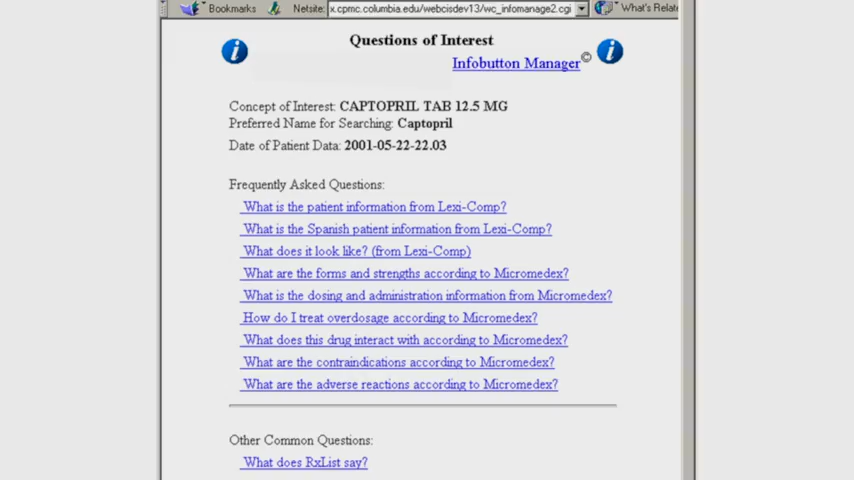 Bookmarks Netsite: x.cpmc.columbia.edu/webcisdev13/wc_infomanage2.cgi What's Relate
Questions of Interest
Infobutton Manager©
Concept of Interest: CAPTOPRIL TAB 12.5 MG
Preferred Name for Searching: Captopril
Date of Patient Data: 2001-05-22-22.03
Frequently Asked Questions:
What is the patient information from Lexi-Comp?
What is the Spanish patient information from Lexi-Comp?
What does it look like? (from Lexi-Comp)
What are the forms and strengths according to Micromedex?
What is the dosing and administration information from Micromedex?
How do I treat overdosage according to Micromedex?
What does this drug interact with according to Micromedex?
What are the contraindications according to Micromedex?
What are the adverse reactions according to Micromedex?
Other Common Questions:
What does RxList say?